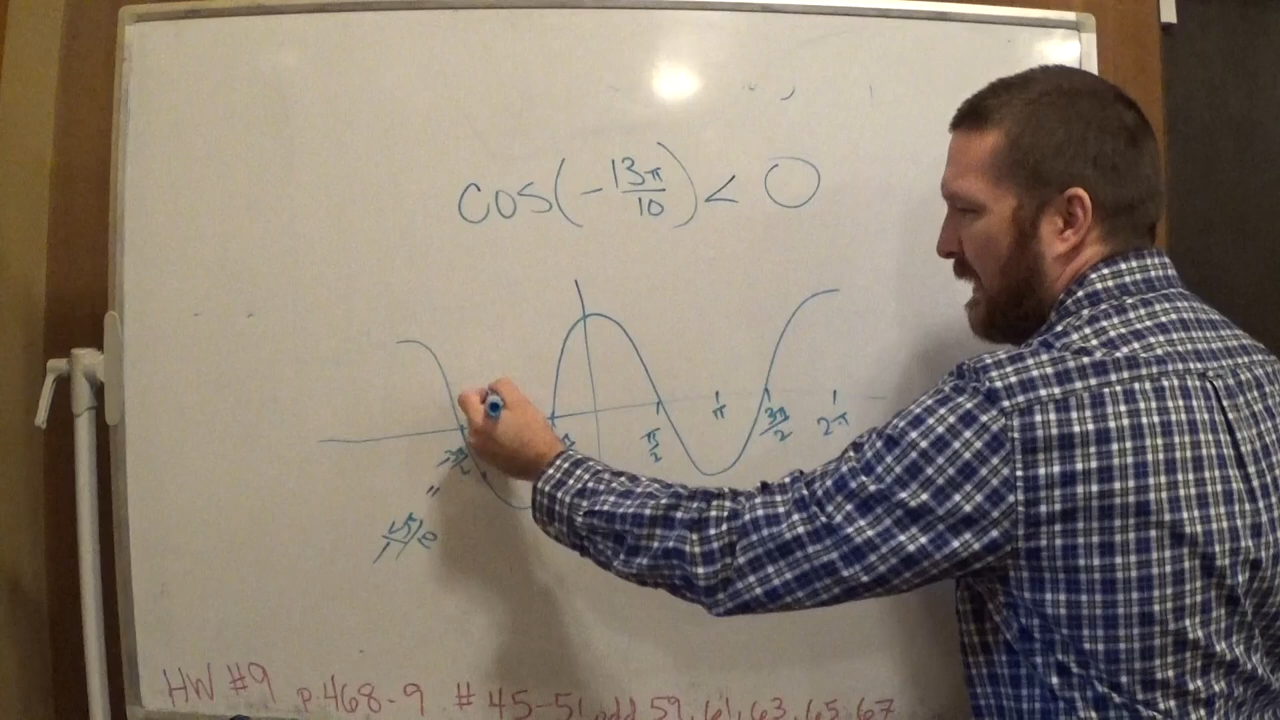 cos(-13π/10) < 0
π/2 π 3π/2 2π
HW #9 p.468-9 # 45-51 odd 59, 61, 63, 65, 67